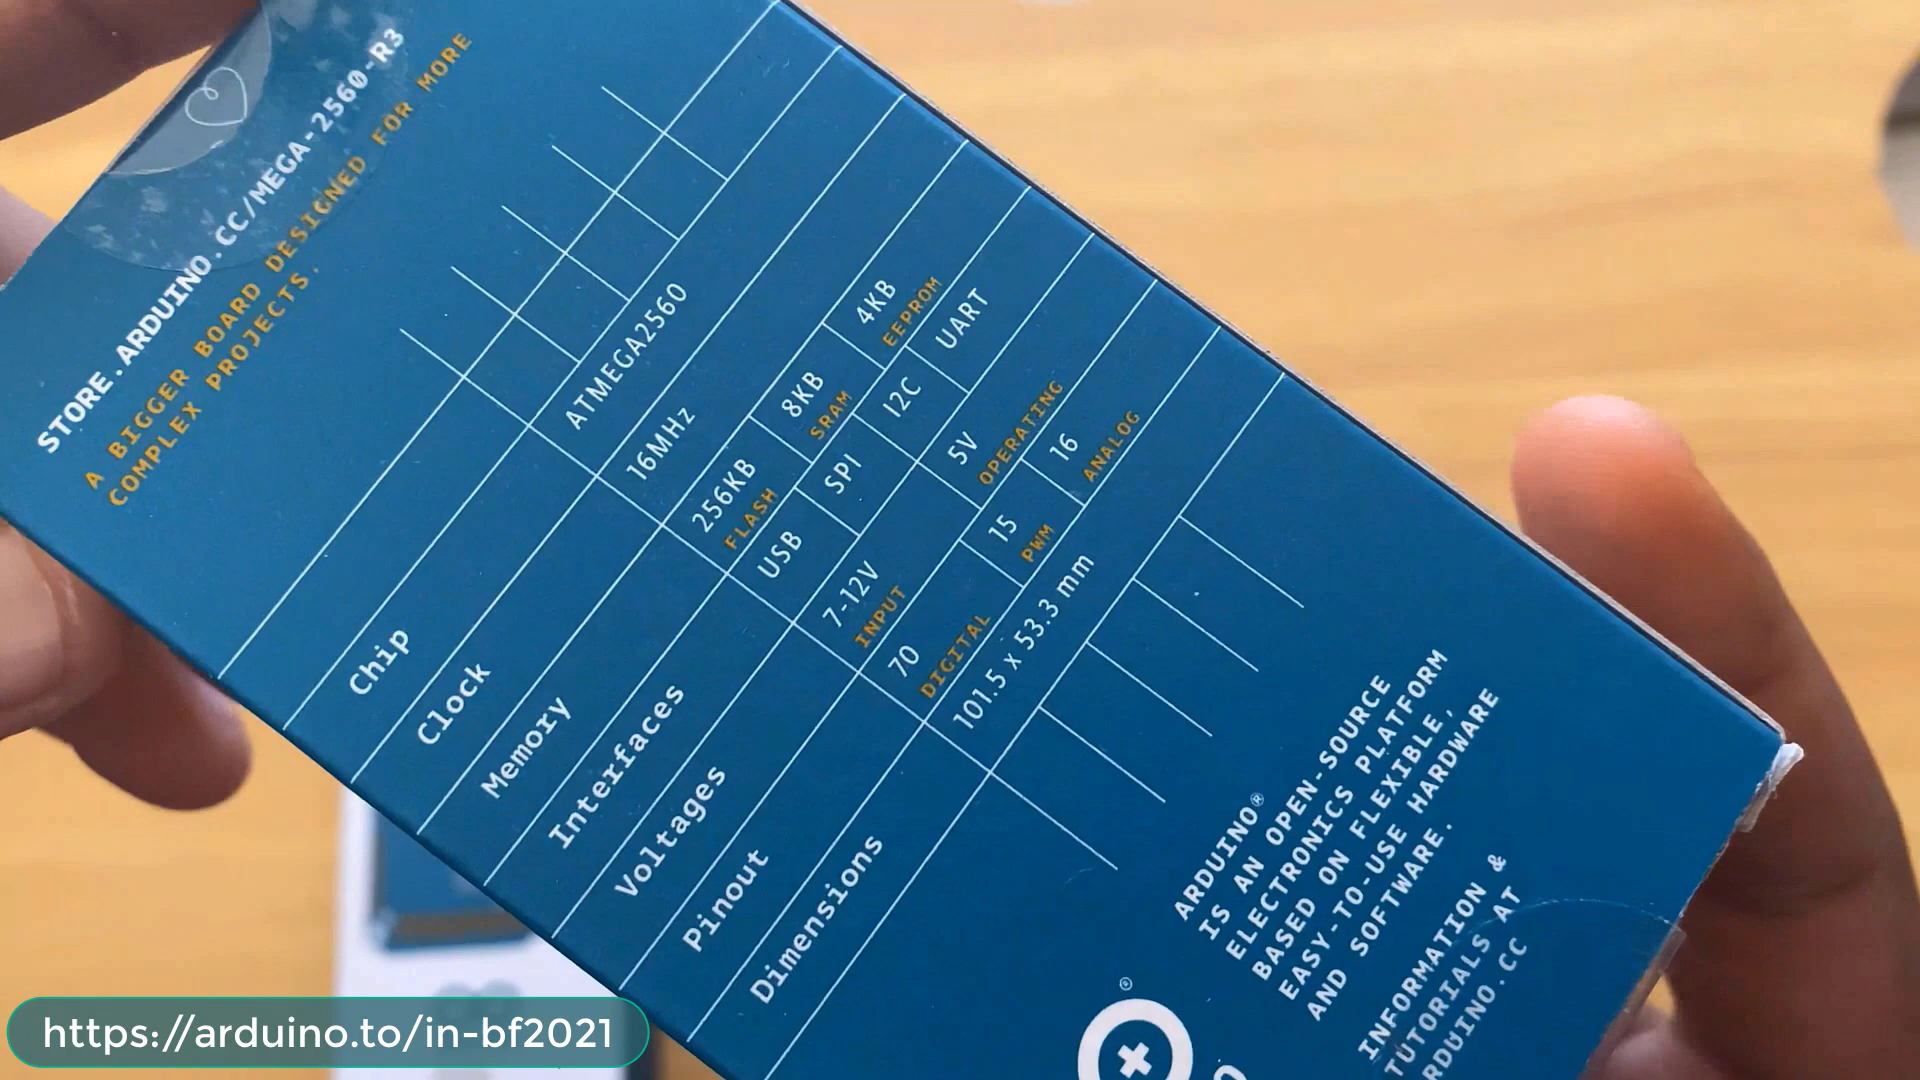 STORE.ARDUINO.CC/MEGA-2560-R3
A BIGGER BOARD DESIGNED FOR MORE
COMPLEX PROJECTS.
Chip ATMEGA2560
Clock 16MHz
Memory 256KB FLASH 8KB SRAM 4KB EEPROM
Interfaces USB SPI I2C UART
Voltages 7-12V INPUT 5V OPERATING
Pinout 70 DIGITAL 15 PWM 16 ANALOG
Dimensions 101.5 x 53.3 mm
ARDUINO®
IS AN OPEN-SOURCE
ELECTRONICS PLATFORM
BASED ON FLEXIBLE,
EASY-TO-USE HARDWARE
AND SOFTWARE.
INFORMATION &
TUTORIALS AT
ARDUINO.CC
https://arduino.to/in-bf2021